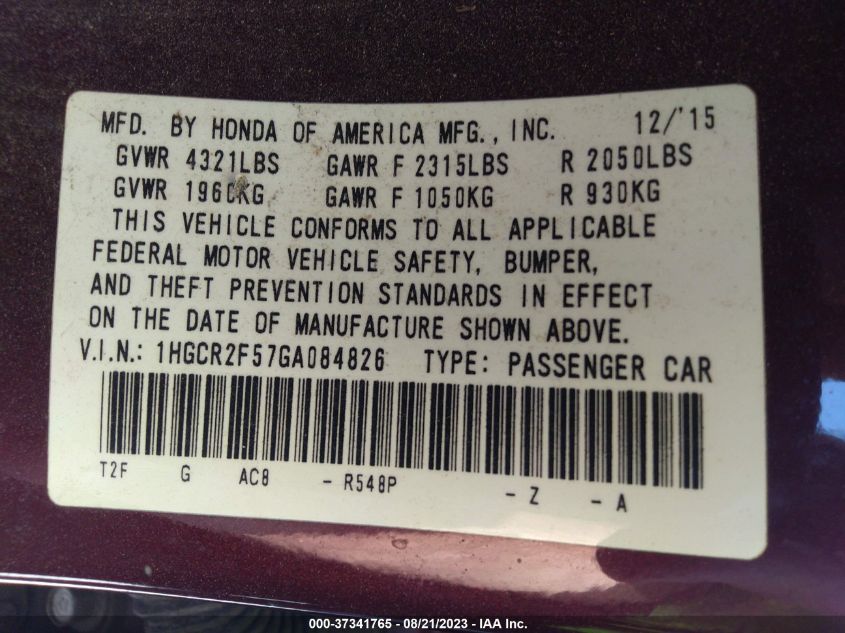 MFD. BY HONDA OF AMERICA MFG., INC. 12/'15
GVWR 4321LBS GAWR F 2315LBS R 2050LBS
GVWR 1960KG GAWR F 1050KG R 930KG
THIS VEHICLE CONFORMS TO ALL APPLICABLE
FEDERAL MOTOR VEHICLE SAFETY, BUMPER,
AND THEFT PREVENTION STANDARDS IN EFFECT
ON THE DATE OF MANUFACTURE SHOWN ABOVE.
V.I.N.: 1HGCR2F57GA084826 TYPE: PASSENGER CAR
T2F G AC8 - R548P - Z - A
000-37341765 - 08/21/2023 - IAA Inc.